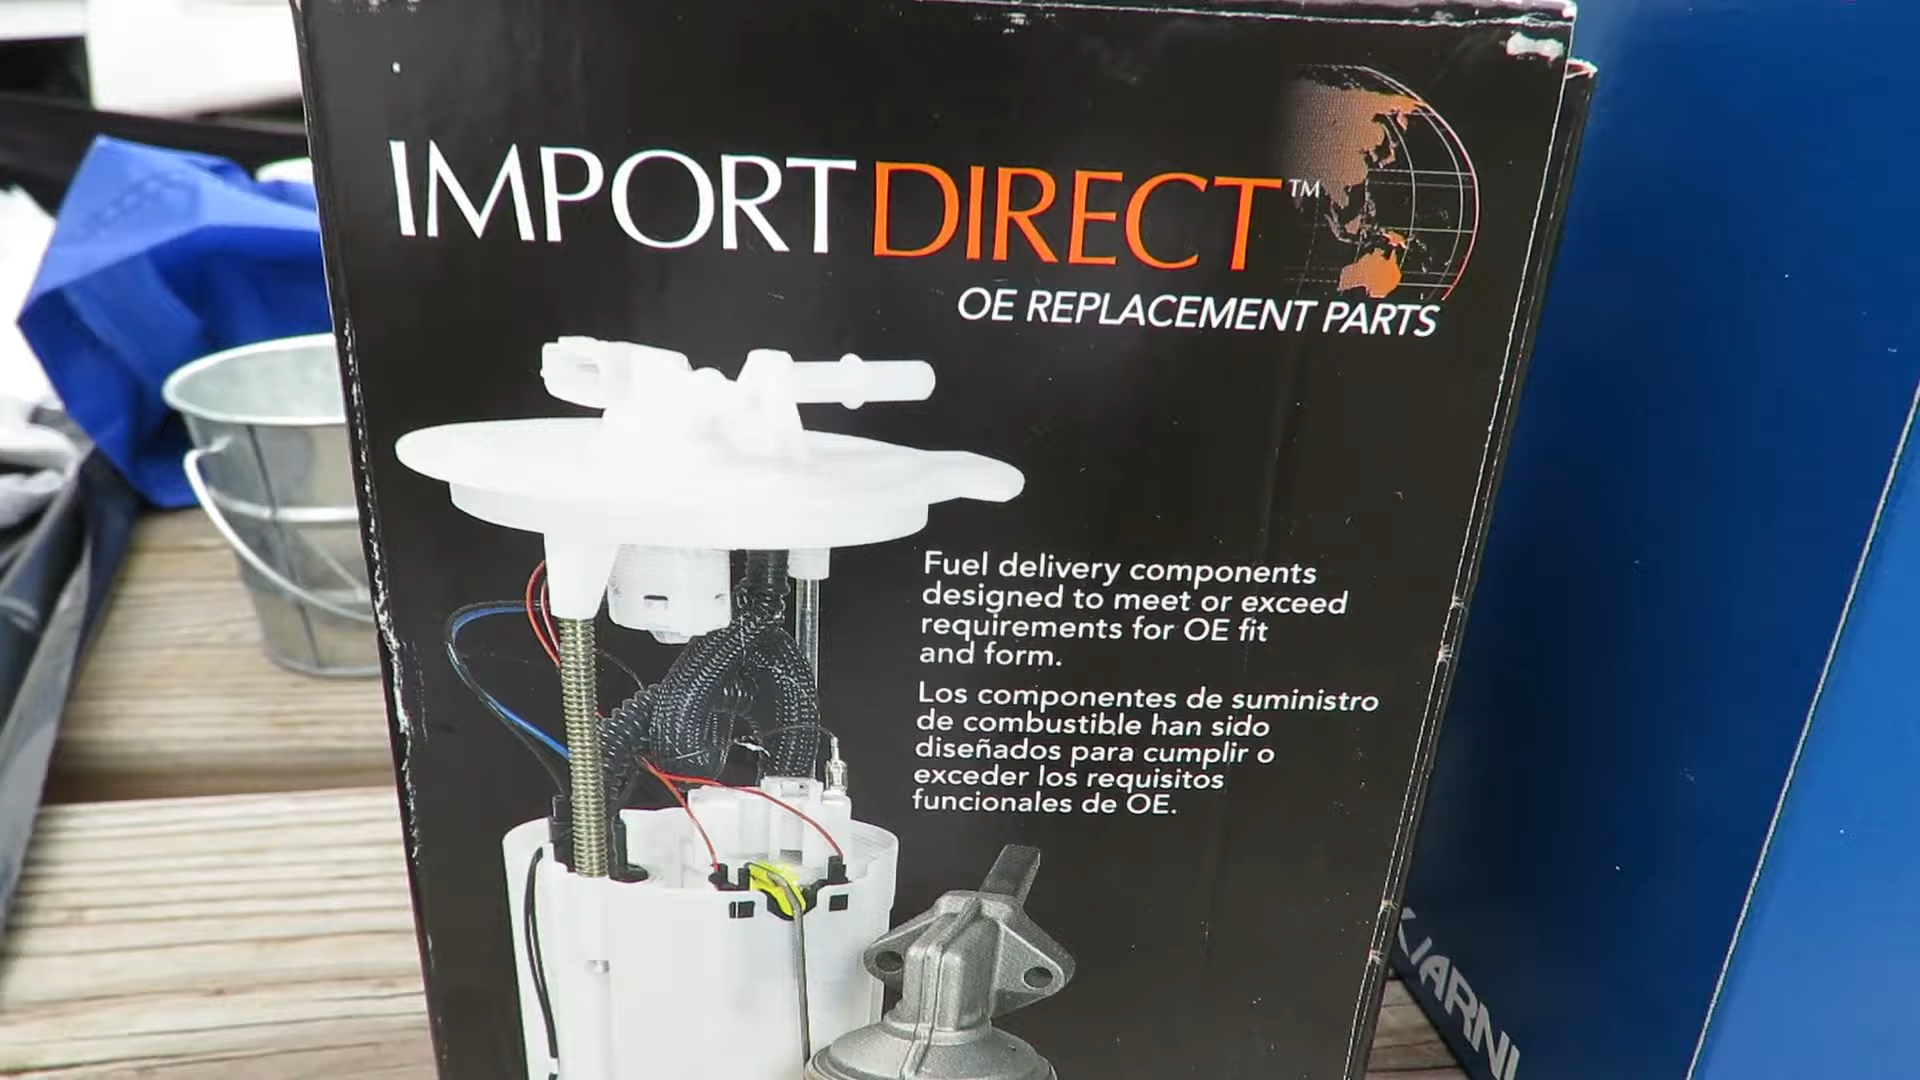 IMPORT DIRECT™
OE REPLACEMENT PARTS
Fuel delivery components
designed to meet or exceed
requirements for OE fit
and form.
Los componentes de suministro
de combustible han sido
diseñados para cumplir o
exceder los requisitos
funcionales de OE.